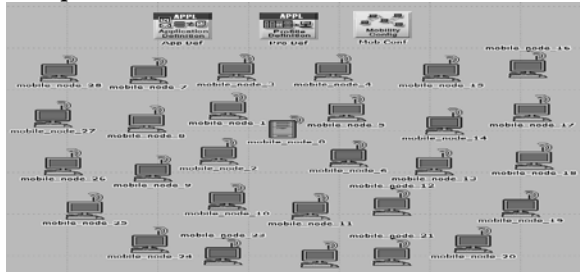 APPL APPL
Application Definition Profile Definition Mobility Config
App Def Pro Def Mob Conf
mobile_node_16
mobile_node_28 mobile_node_7 mobile_node_3 mobile_node_4 mobile_node_15
mobile_node_27 mobile_node_8 mobile_node_1 mobile_node_0 mobile_node_5 mobile_node_14 mobile_node_17
mobile_node_26 mobile_node_9 mobile_node_2 mobile_node_6 mobile_node_13 mobile_node_18
mobile_node_12
mobile_node_25 mobile_node_10 mobile_node_11 mobile_node_19
mobile_node_24 mobile_node_22 mobile_node_21 mobile_node_20